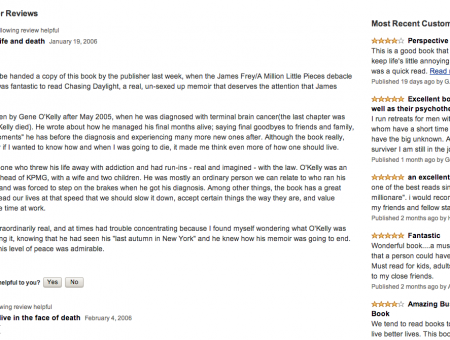 r Reviews
llowing review helpful
ife and death January 19, 2006
be handed a copy of this book by the publisher last week, when the James Frey/A Million Little Pieces debacle
was fantastic to read Chasing Daylight, a real, un-sexed up memoir that deserves the attention that James
en by Gene O'Kelly after May 2005, when he was diagnosed with terminal brain cancer(the last chapter was
Kelly died). He wrote about how he managed his final months alive; saying final goodbyes to friends and family,
oments" he has before the diagnosis and experiencing many more new ones after. Although the book really,
r if I wanted to know how and when I was going to die, it made me think even more of how one should live.
one who threw his life away with addiction and had run-ins - real and imagined - with the law. O'Kelly was an
head of KPMG, with a wife and two children. He was mostly an ordinary person we can relate to who ran his
and was forced to step on the brakes when he got his diagnosis. Among other things, the book has a great
ead our lives at that speed that we should slow down, accept certain things the way they are, and value
e time at work.
raordinarily real, and at times had trouble concentrating because I found myself wondering what O'Kelly was
ng it, knowing that he had seen his "last autumn in New York" and he knew how his memoir was going to end.
his level of peace was admirable.
helpful to you? Yes No
owing review helpful
live in the face of death February 4, 2006
Most Recent Custom
Perspective
This is a good book that
keep life's little annoying
was a quick read. Read
Published 19 days ago by G
Excellent bo
well as their psychothe
I run retreats for men wit
whom have a short time
have the big unknown. A
survivor I am still in the ju
Published 1 month ago by G
an excellent
one of the best reads sin
millionaire". i would recom
my friends and fellow stu
Published 2 months ago by H
Fantastic
Wonderful book....a mus
that a person could have
Must read for kids, adults
to my close friends.
Published 2 months ago by A
Amazing Bu
Book
We tend to read books to
live better lives. This boo